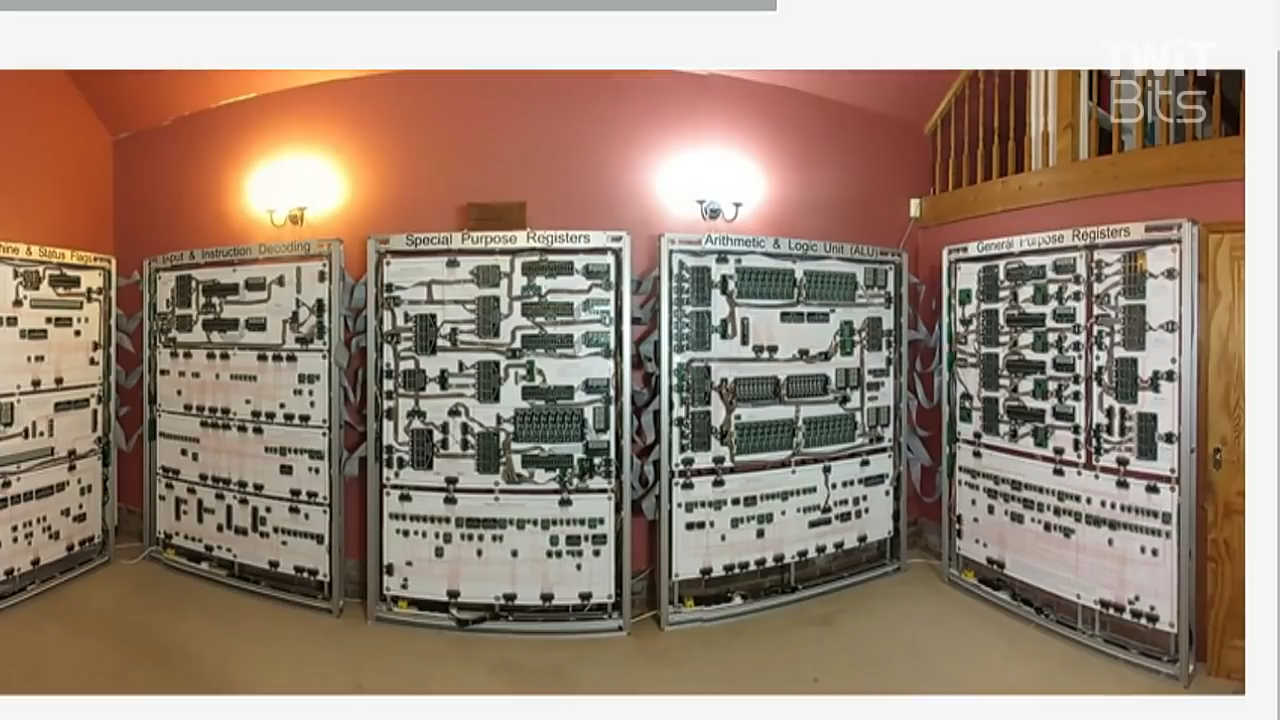 TWiT
Bits
hine & Status Flags
Input & Instruction Decoding
Special Purpose Registers
Arithmetic & Logic Unit (ALU)
General Purpose Registers